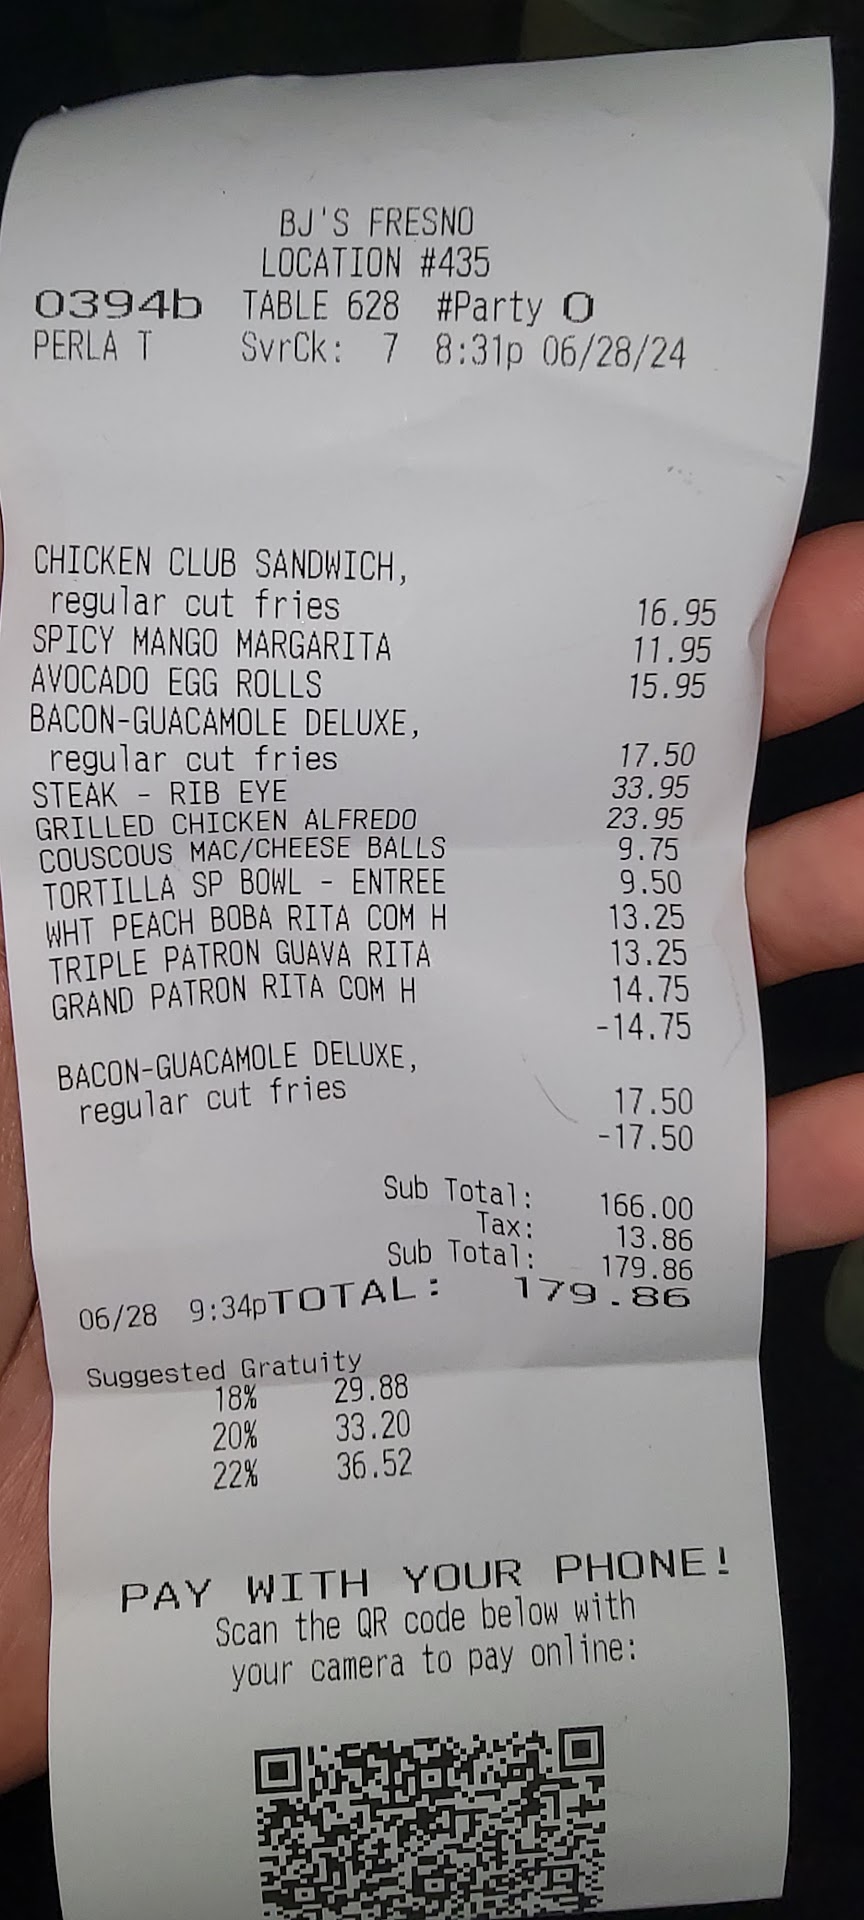 BJ'S FRESNO
LOCATION #435
0394b TABLE 628 #Party 0
PERLA T SvrCk: 7 8:31p 06/28/24
CHICKEN CLUB SANDWICH,
regular cut fries 16.95
SPICY MANGO MARGARITA 11.95
AVOCADO EGG ROLLS 15.95
BACON-GUACAMOLE DELUXE,
regular cut fries 17.50
STEAK - RIB EYE 33.95
GRILLED CHICKEN ALFREDO 23.95
COUSCOUS MAC/CHEESE BALLS 9.75
TORTILLA SP BOWL - ENTREE 9.50
WHT PEACH BOBA RITA COM H 13.25
TRIPLE PATRON GUAVA RITA 13.25
GRAND PATRON RITA COM H 14.75
-14.75
BACON-GUACAMOLE DELUXE,
regular cut fries 17.50
-17.50
Sub Total: 166.00
Tax: 13.86
Sub Total: 179.86
06/28 9:34pTOTAL: 179.86
Suggested Gratuity
18% 29.88
20% 33.20
22% 36.52
PAY WITH YOUR PHONE!
Scan the QR code below with
your camera to pay online: